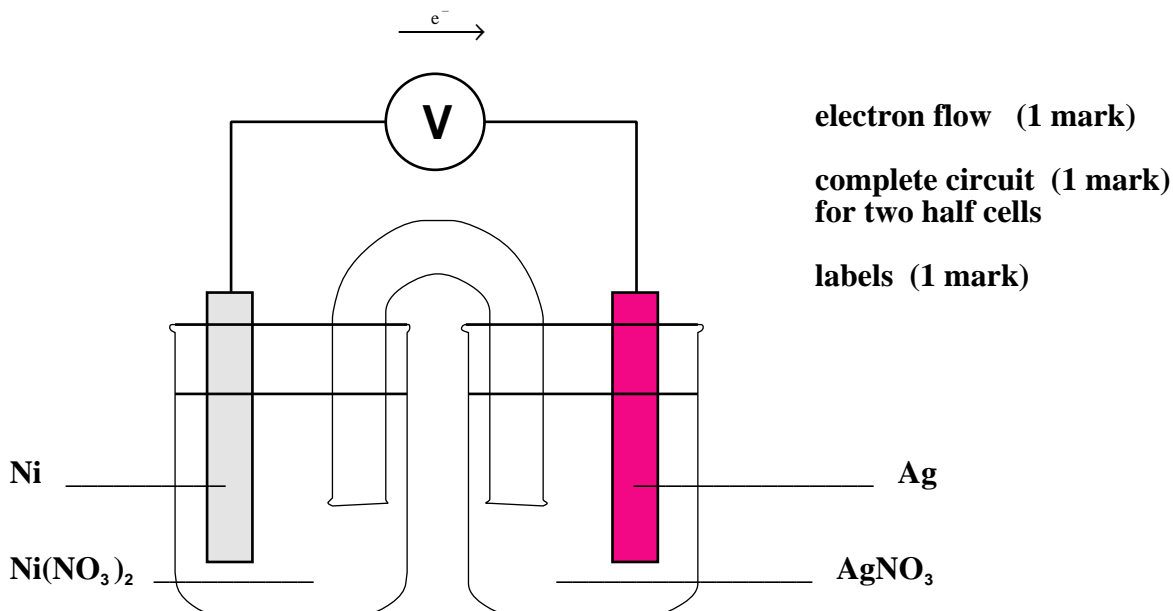 e⁻
V
electron flow (1 mark)
complete circuit (1 mark)
for two half cells
labels (1 mark)
Ni
Ag
Ni(NO₃)₂
AgNO₃